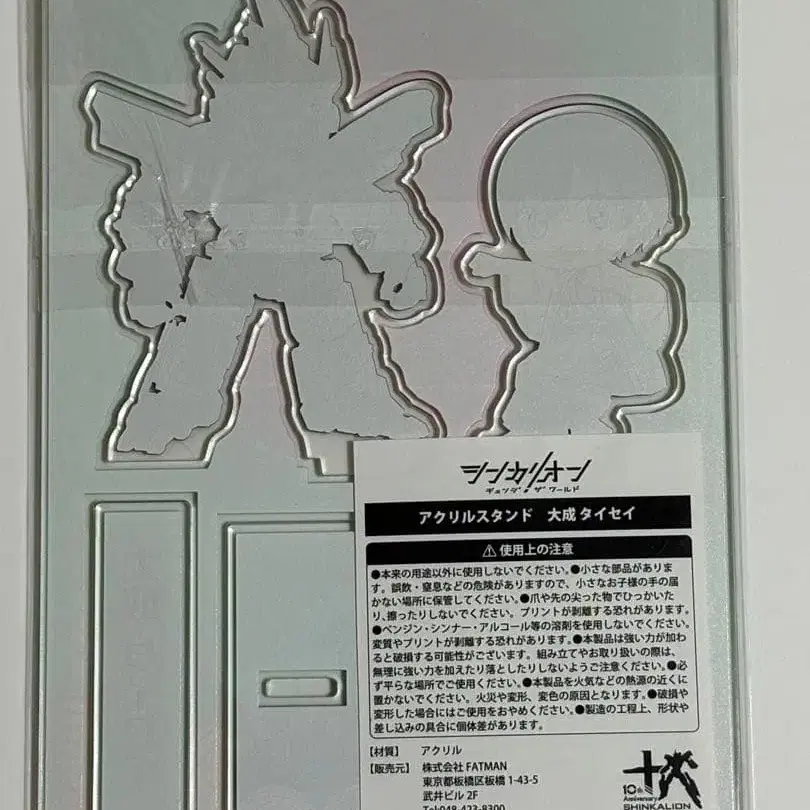 シンカリオン
チェンジ ザ ワールド
アクリルスタンド 大成 タイセイ
⚠使用上の注意
●本来の用途以外に使用しないでください。●小さな部品がありま
す。誤飲・窒息などの危険がありますので、小さなお子様の手の届
かない場所に保管してください。●爪や先の尖った物でひっかいた
り、擦ったりしないでください。プリントが剥離する恐れがあります。
●ベンジン・シンナー・アルコール等の溶剤を使用しないでください。
変質やプリントが剥離する恐れがあります。●本製品は強い力が加わ
ると破損する可能性がございます。組み立てやお取り扱いの際は、
無理に強い力を加えたり落としたりしないようご注意ください。●必
ず平らな場所でご使用ください。●本製品を火気などの熱源の近くに
置かないでください。火災や変形、変色の原因となります。●破損や
変形した場合にはご使用をおやめください。●製造の工程上、形状や
差し込みの具合に個体差があります。
【材質】 アクリル
【販売元】 株式会社 FATMAN
東京都板橋区板橋 1-43-5
武井ビル 2F
Tel:048-423-8300
10th
Anniversary
SHINKALION